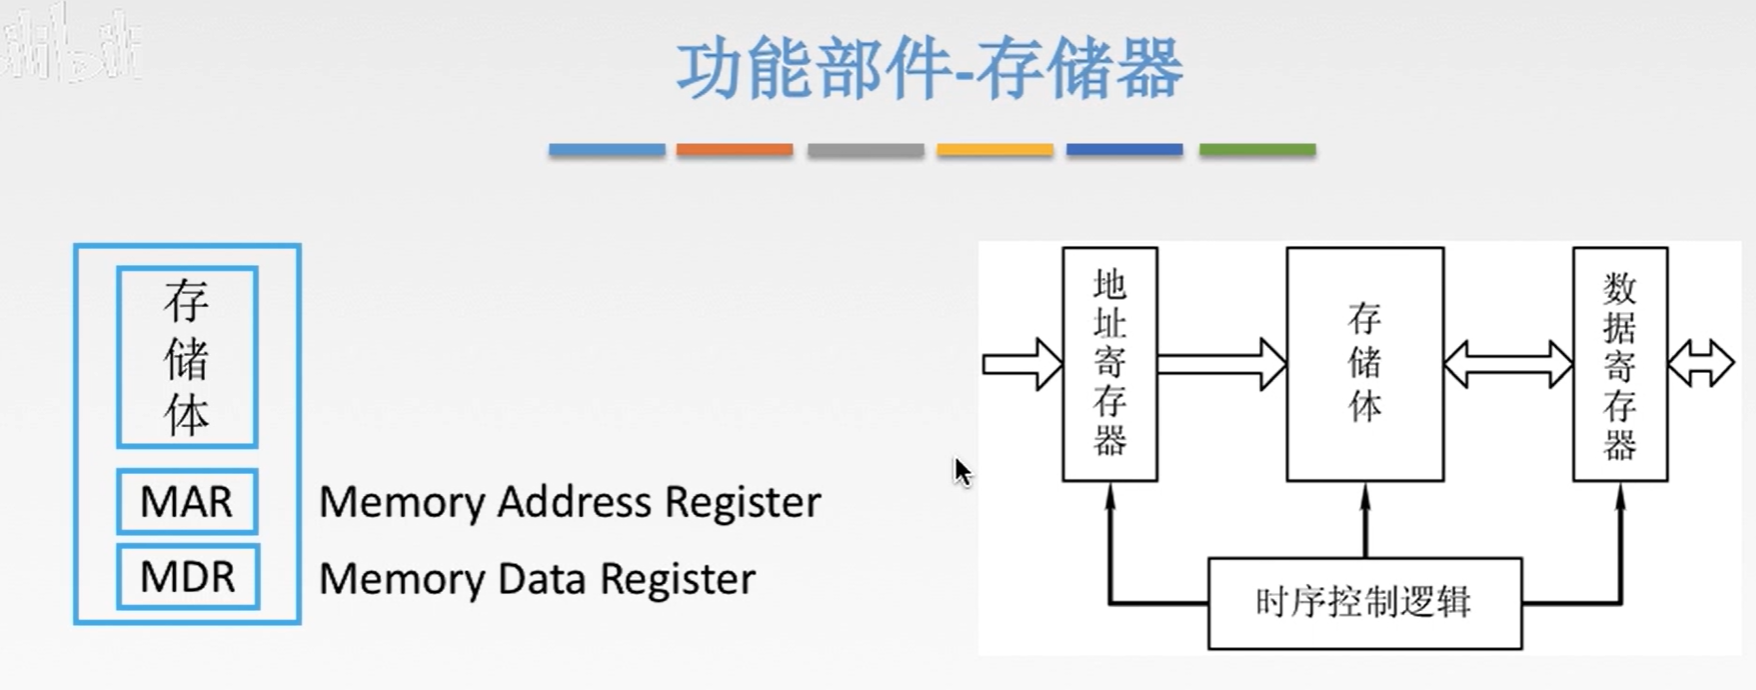 bilibili
功能部件-存储器
存储体
MAR
Memory Address Register
MDR
Memory Data Register
地址寄存器
存储体
数据寄存器
时序控制逻辑